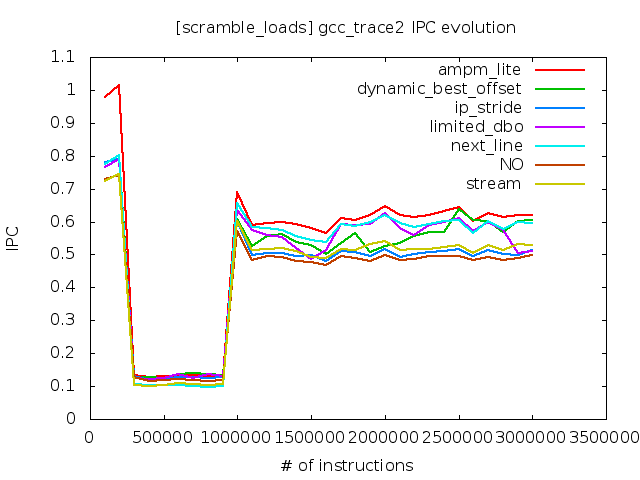 [scramble_loads] gcc_trace2 IPC evolution
1.1
1
0.9
0.8
0.7
0.6
0.5
0.4
0.3
0.2
0.1
0
IPC
ampm_lite
dynamic_best_offset
ip_stride
limited_dbo
next_line
NO
stream
0 500000 1000000 1500000 2000000 2500000 3000000 3500000
# of instructions